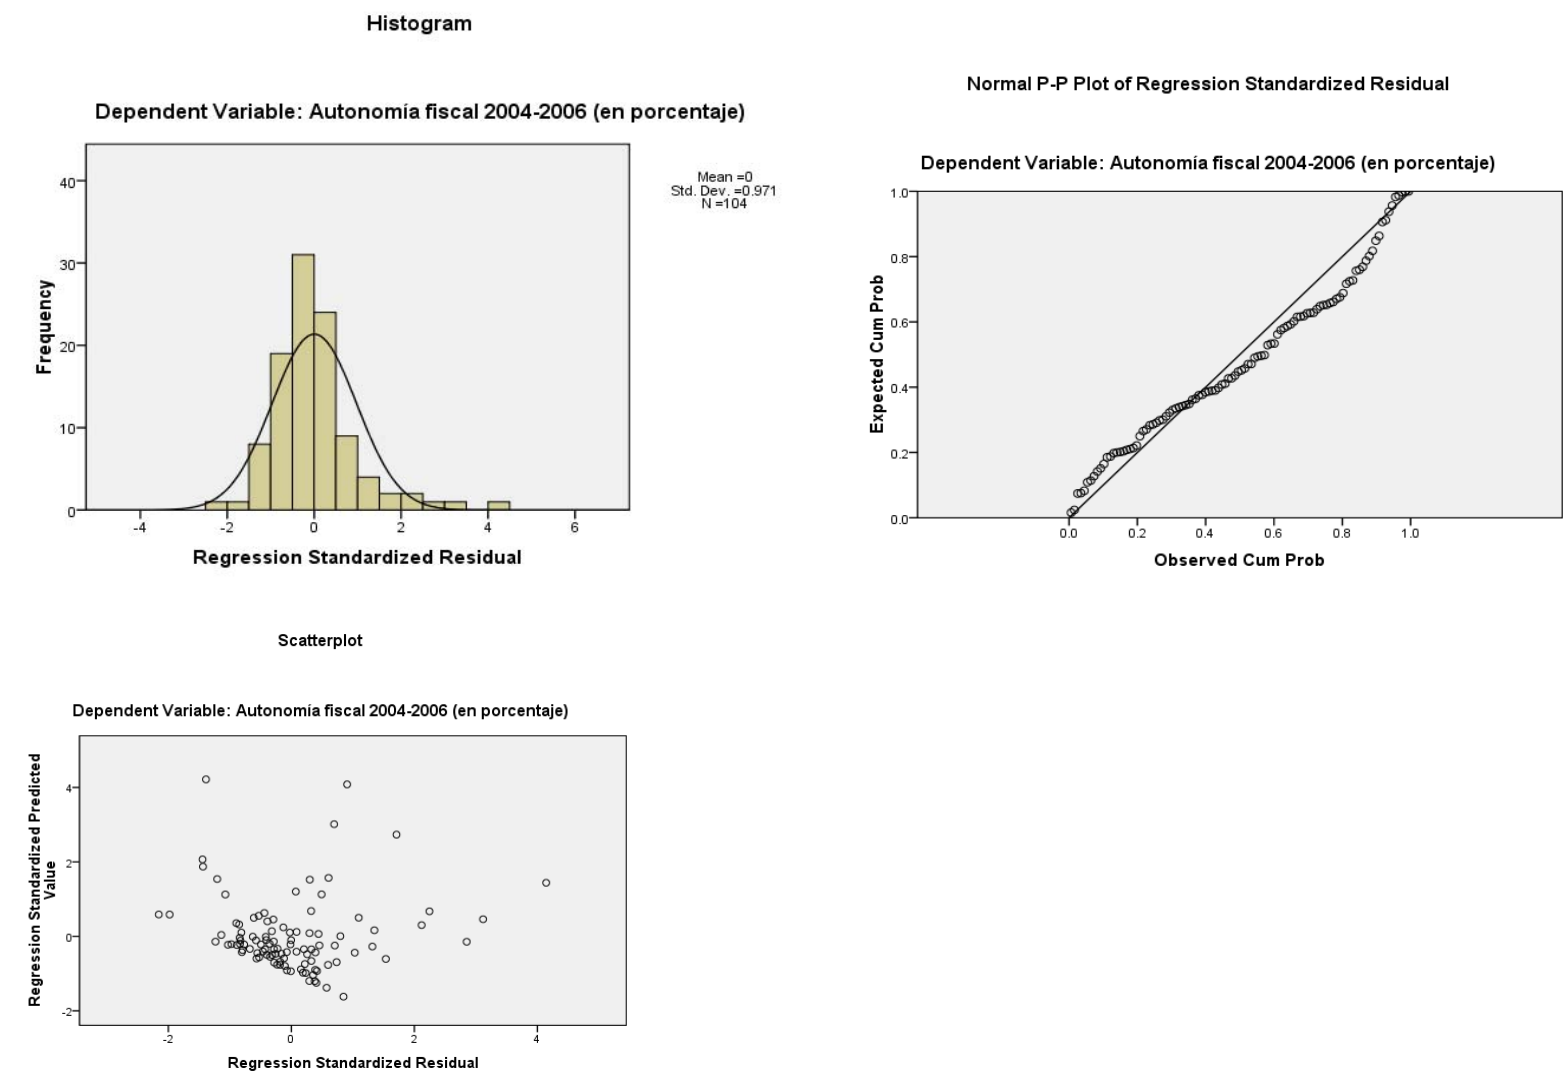 Histogram
Dependent Variable: Autonomía fiscal 2004-2006 (en porcentaje)
Mean =0
Std. Dev. =0.971
N =104
Frequency
40
30
20
10
0
-4
-2
0
2
4
6
Regression Standardized Residual
Normal P-P Plot of Regression Standardized Residual
Dependent Variable: Autonomía fiscal 2004-2006 (en porcentaje)
Expected Cum Prob
1.0
0.8
0.6
0.4
0.2
0.0
0.0
0.2
0.4
0.6
0.8
1.0
Observed Cum Prob
Scatterplot
Dependent Variable: Autonomía fiscal 2004-2006 (en porcentaje)
Regression Standardized Predicted
Value
4
2
0
-2
-2
0
2
4
Regression Standardized Residual